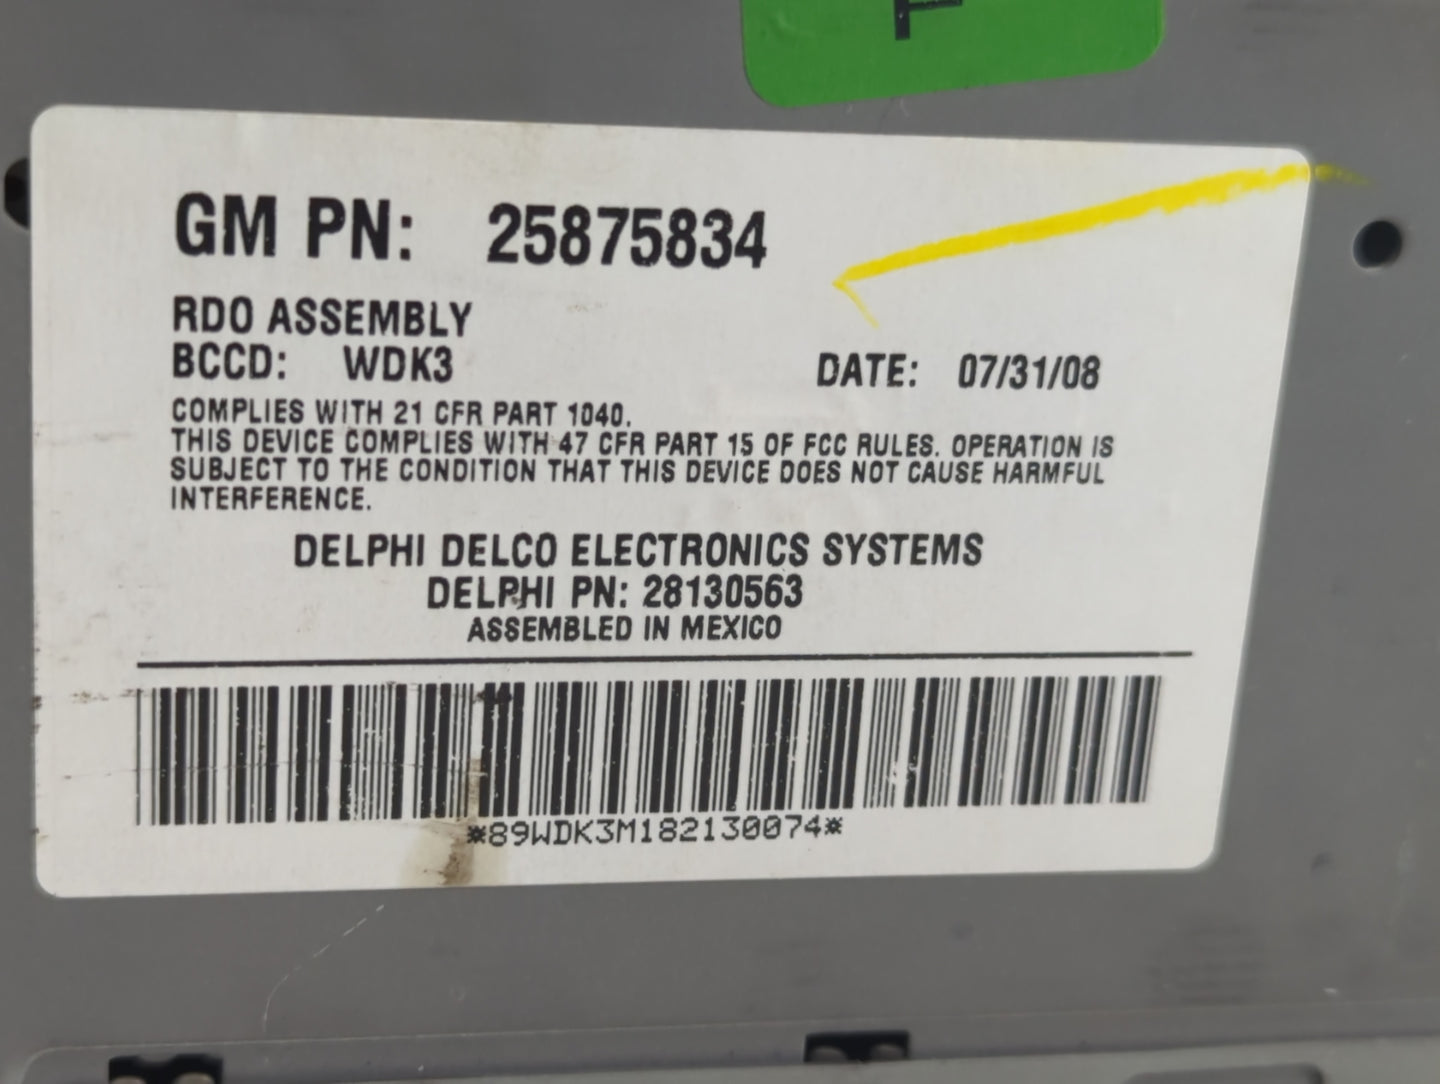 T
GM PN: 25875834
RDO ASSEMBLY
BCCD: WDK3 DATE: 07/31/08
COMPLIES WITH 21 CFR PART 1040.
THIS DEVICE COMPLIES WITH 47 CFR PART 15 OF FCC RULES. OPERATION IS
SUBJECT TO THE CONDITION THAT THIS DEVICE DOES NOT CAUSE HARMFUL
INTERFERENCE.
DELPHI DELCO ELECTRONICS SYSTEMS
DELPHI PN: 28130563
ASSEMBLED IN MEXICO
*89WDK3M182130074*